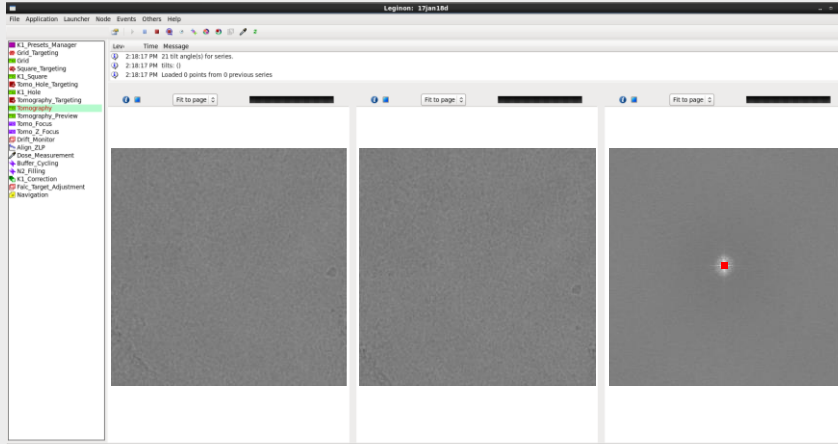 Leginon: 17jan18d
File Application Launcher Node Events Others Help
K1_Presets_Manager
Grid_Targeting
Grid
Square_Targeting
K1_Square
Tomo_Hole_Targeting
K1_Hole
Tomography_Targeting
Tomography
Tomography_Preview
Tomo_Focus
Tomo_Z_Focus
Drift_Monitor
Align_ZLP
Dose_Measurement
Buffer_Cycling
N2_Filling
K1_Correction
Falc_Target_Adjustment
Navigation
Lev Time Message
2:18:17 PM 21 tilt angle(s) for series.
2:18:17 PM tilts: ()
2:18:17 PM Loaded 0 points from 0 previous series
Fit to page Fit to page Fit to page